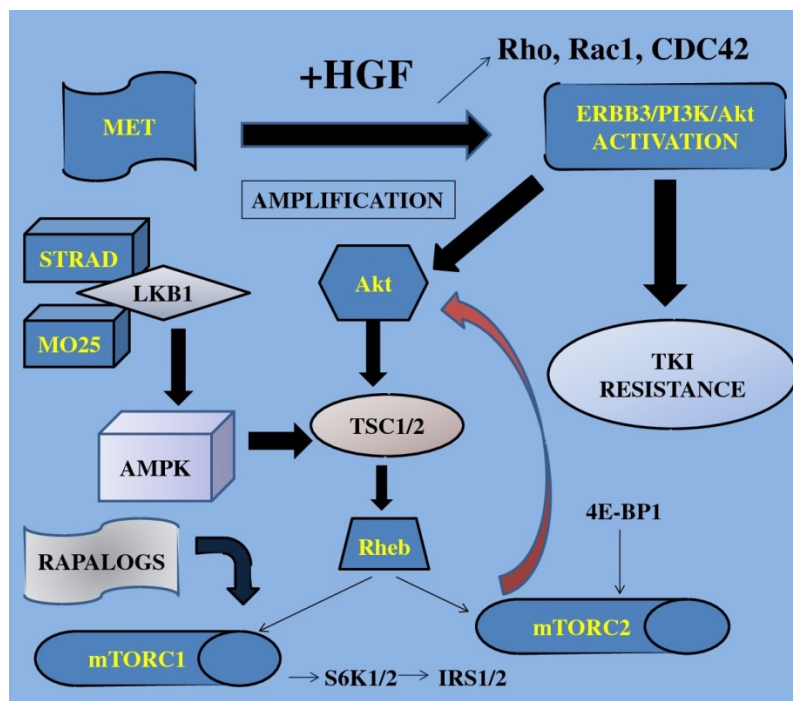 +HGF
Rho, Rac1, CDC42
MET
ERBB3/PI3K/Akt
ACTIVATION
AMPLIFICATION
STRAD
LKB1
MO25
Akt
TKI
RESISTANCE
AMPK
TSC1/2
RAPALOGS
Rheb
4E-BP1
mTORC1
mTORC2
S6K1/2
IRS1/2